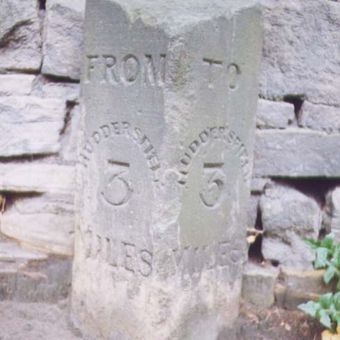 FROM
HUDDERSFIELD
3
MILES
TO
HUDDERSFIELD
3
MILES